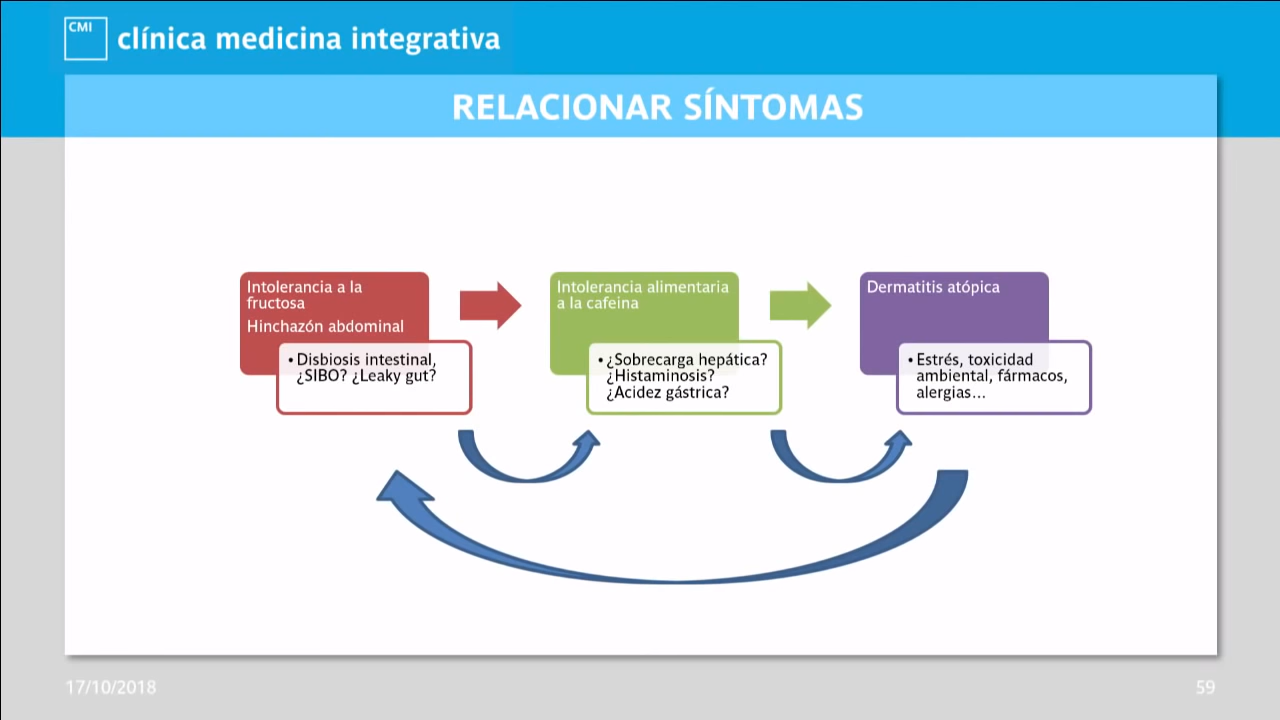 CMI
clínica medicina integrativa
RELACIONAR SÍNTOMAS
Intolerancia a la
fructosa
Hinchazón abdominal
• Disbiosis intestinal,
¿SIBO? ¿Leaky gut?
Intolerancia alimentaria
a la cafeina
• ¿Sobrecarga hepática?
¿Histaminosis?
¿Acidez gástrica?
Dermatitis atópica
• Estrés, toxicidad
ambiental, fármacos,
alergias...
17/10/2018
59